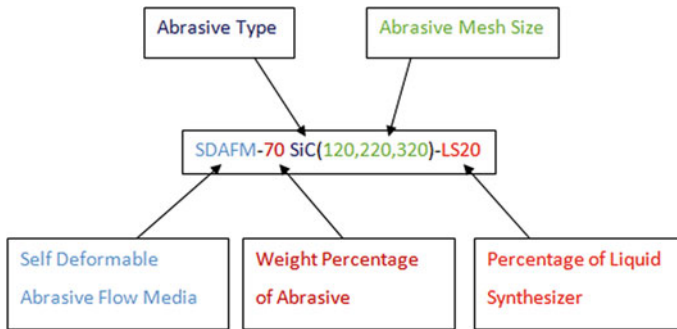 Abrasive Type
Abrasive Mesh Size
SDAFM-70 SiC(120,220,320)-LS20
Self Deformable
Abrasive Flow Media
Weight Percentage
of Abrasive
Percentage of Liquid
Synthesizer